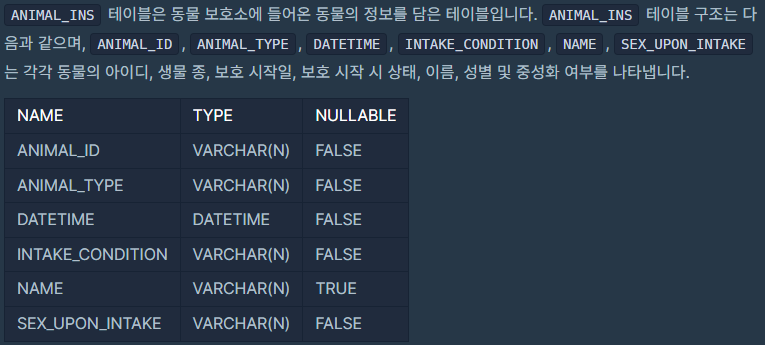 ANIMAL_INS 테이블은 동물 보호소에 들어온 동물의 정보를 담은 테이블입니다. ANIMAL_INS 테이블 구조는 다
음과 같으며, ANIMAL_ID, ANIMAL_TYPE, DATETIME, INTAKE_CONDITION, NAME, SEX_UPON_INTAKE
는 각각 동물의 아이디, 생물 종, 보호 시작일, 보호 시작 시 상태, 이름, 성별 및 중성화 여부를 나타냅니다.
NAME TYPE NULLABLE
ANIMAL_ID VARCHAR(N) FALSE
ANIMAL_TYPE VARCHAR(N) FALSE
DATETIME DATETIME FALSE
INTAKE_CONDITION VARCHAR(N) FALSE
NAME VARCHAR(N) TRUE
SEX_UPON_INTAKE VARCHAR(N) FALSE